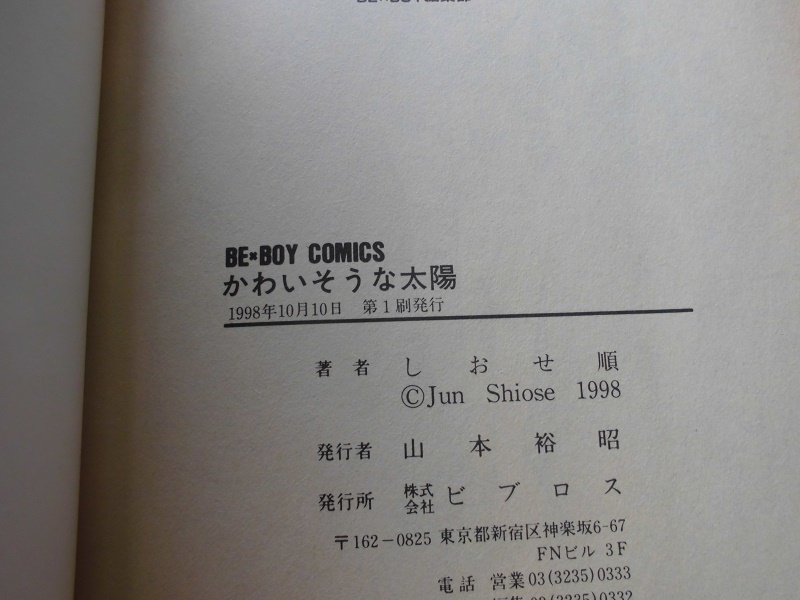 BE×BOY COMICS
かわいそうな太陽
1998年10月10日 第1刷発行
著者 しおせ順
©Jun Shiose 1998
発行者 山本裕昭
発行所 株式会社ビブロス
〒162-0825 東京都新宿区神楽坂6-67
FNビル 3F
電話 営業03(3235)0333